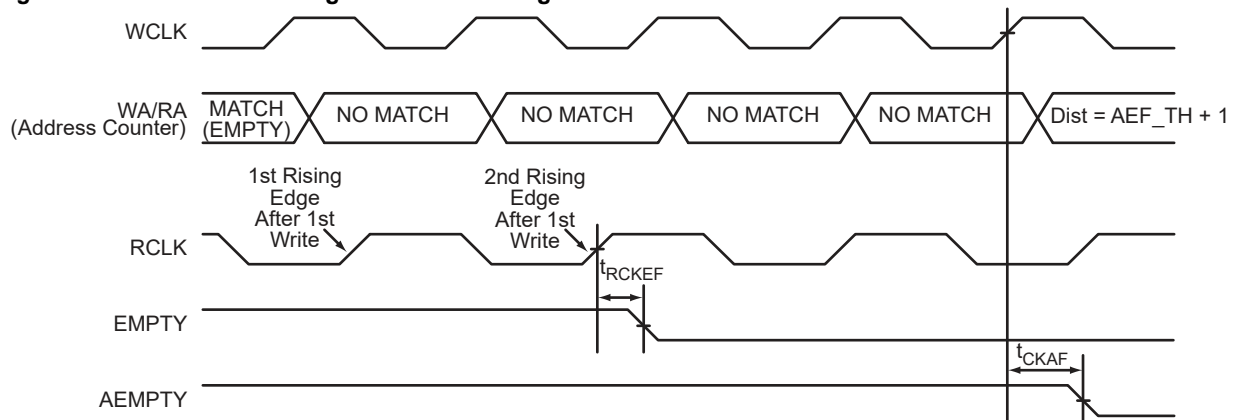 WCLK
WA/RA
(Address Counter)
MATCH
(EMPTY)
NO MATCH
NO MATCH
NO MATCH
NO MATCH
Dist = AEF_TH + 1
1st Rising
Edge
After 1st
Write
2nd Rising
Edge
After 1st
Write
RCLK
tRCKEF
EMPTY
tCKAF
AEMPTY